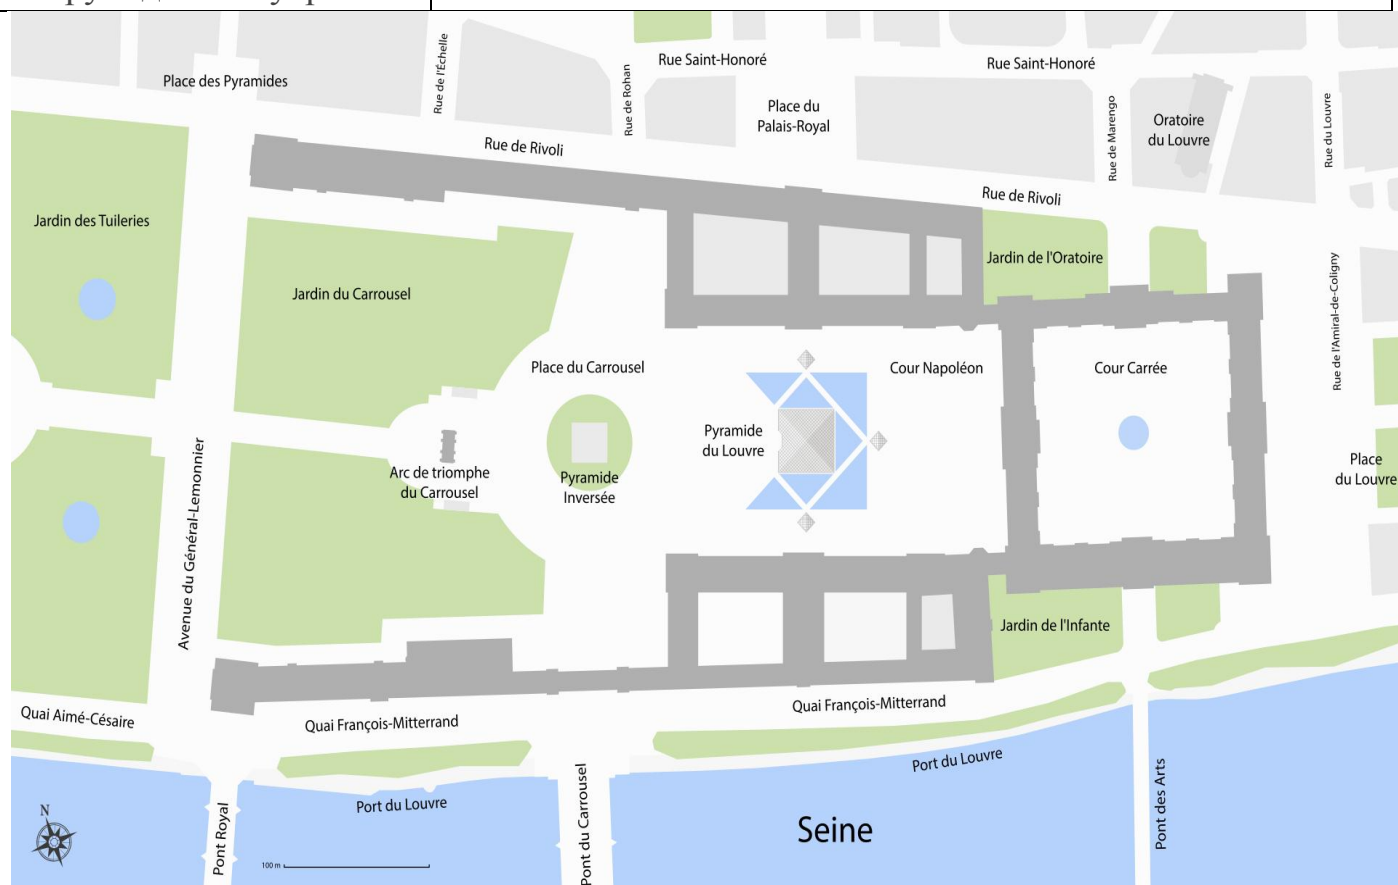 Rue Saint-Honoré
Rue Saint-Honoré
Place des Pyramides
Rue de l'Échelle
Rue de Rohan
Place du
Palais-Royal
Rue de Marengo
Oratoire
du Louvre
Rue du Louvre
Rue de Rivoli
Rue de Rivoli
Jardin des Tuileries
Jardin de l'Oratoire
Jardin du Carrousel
Rue de l'Amiral-de-Coligny
Place du Carrousel
Cour Napoléon
Cour Carrée
Pyramide
du Louvre
Arc de triomphe
du Carrousel
Pyramide
Inversée
Place
du Louvre
Avenue du Général-Lemonnier
Jardin de l'Infante
Quai Aimé-Césaire
Quai François-Mitterrand
Quai François-Mitterrand
Port du Louvre
Port du Louvre
Pont Royal
Pont du Carrousel
Pont des Arts
Seine
N
100 m